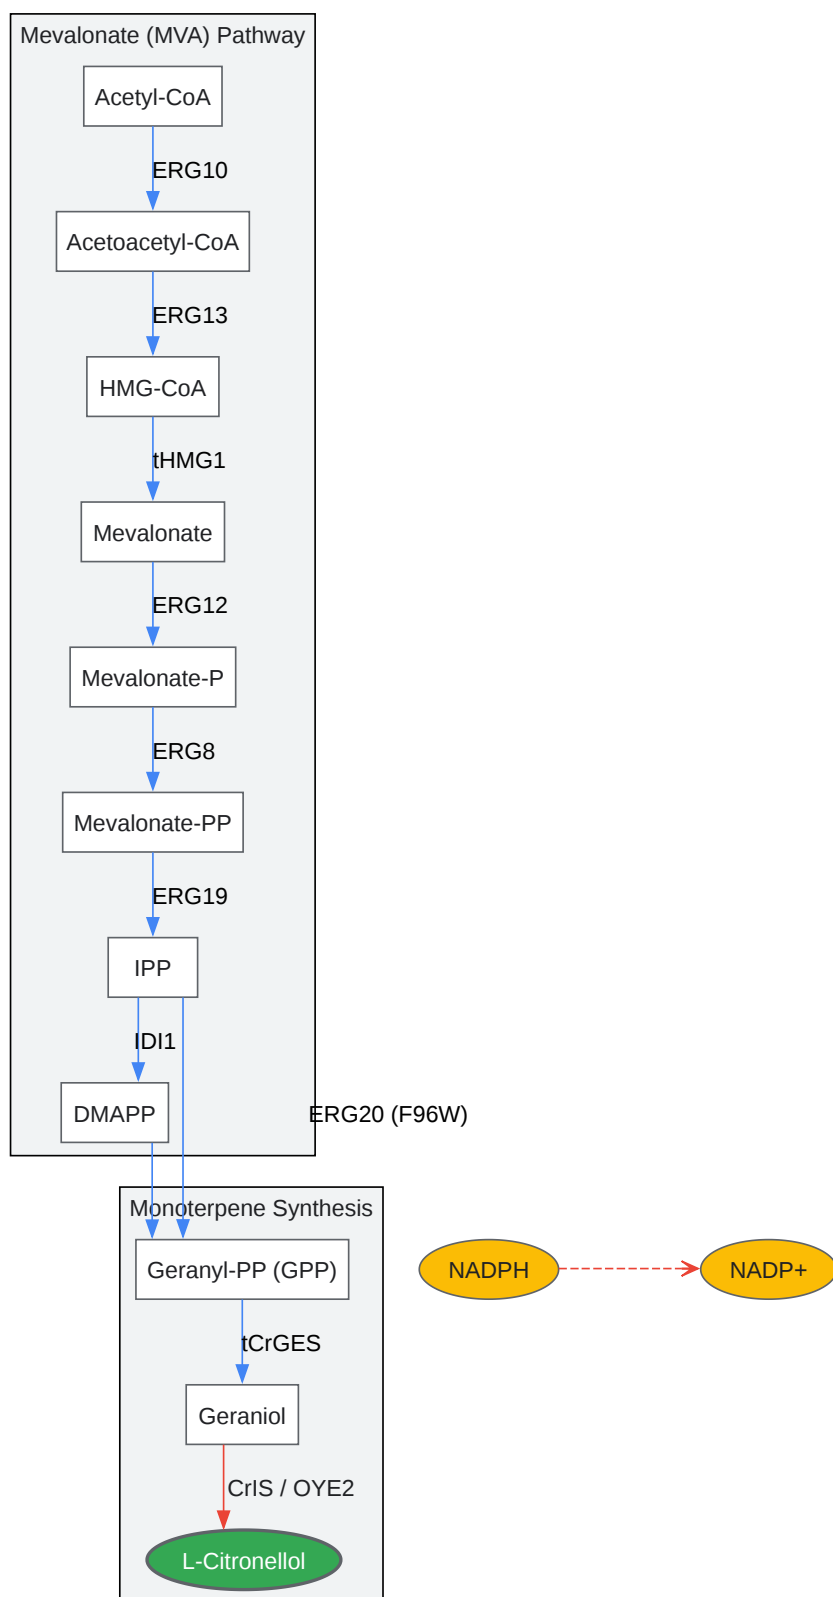 Mevalonate (MVA) Pathway
Acetyl-CoA
ERG10
Acetoacetyl-CoA
ERG13
HMG-CoA
tHMG1
Mevalonate
ERG12
Mevalonate-P
ERG8
Mevalonate-PP
ERG19
IPP
IDI1
DMAPP
ERG20 (F96W)
Monoterpene Synthesis
Geranyl-PP (GPP)
NADPH
NADP+
tCrGES
Geraniol
CrIS / OYE2
L-Citronellol